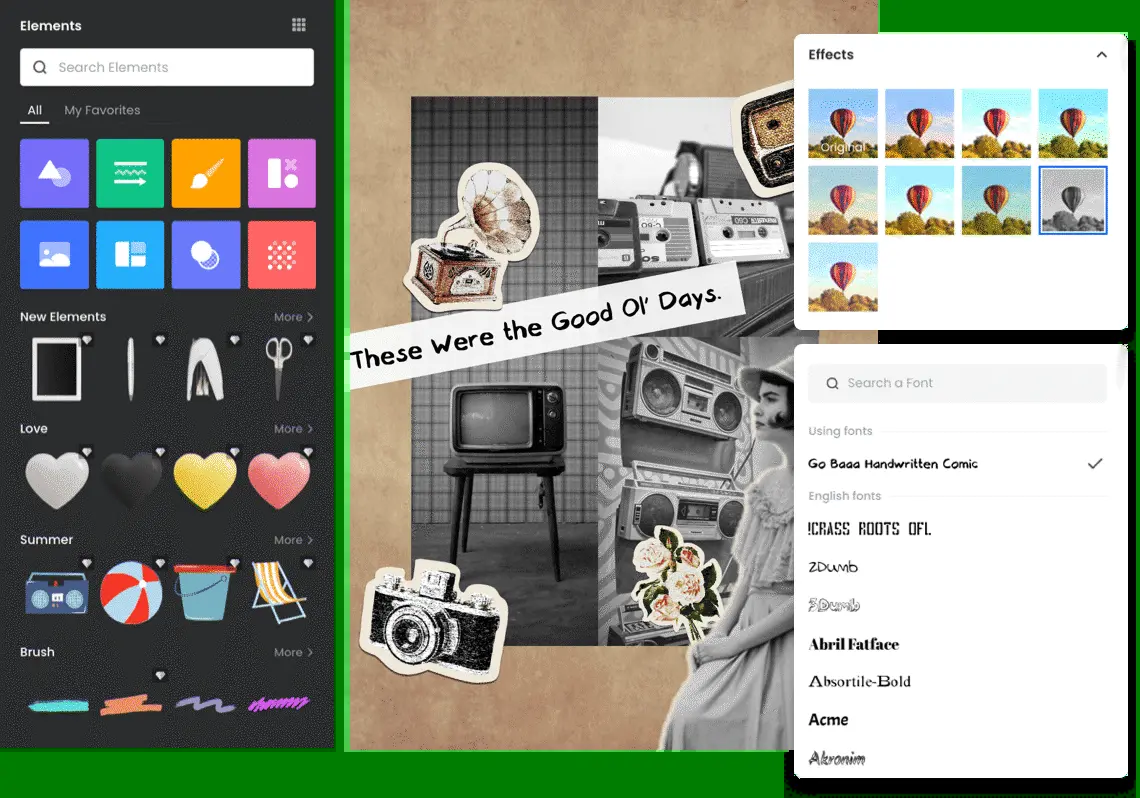 Elements
Search Elements
All
My Favorites
New Elements
More
Love
More
Summer
More
Brush
More
These Were the Good Ol' Days.
Effects
Original
Search a Font
Using fonts
Go Baaa Handwritten Comic
English fonts
!CRASS ROOTS OFL
2Dumb
3Dumb
Abril Fatface
Absortile-Bold
Acme
Akronim